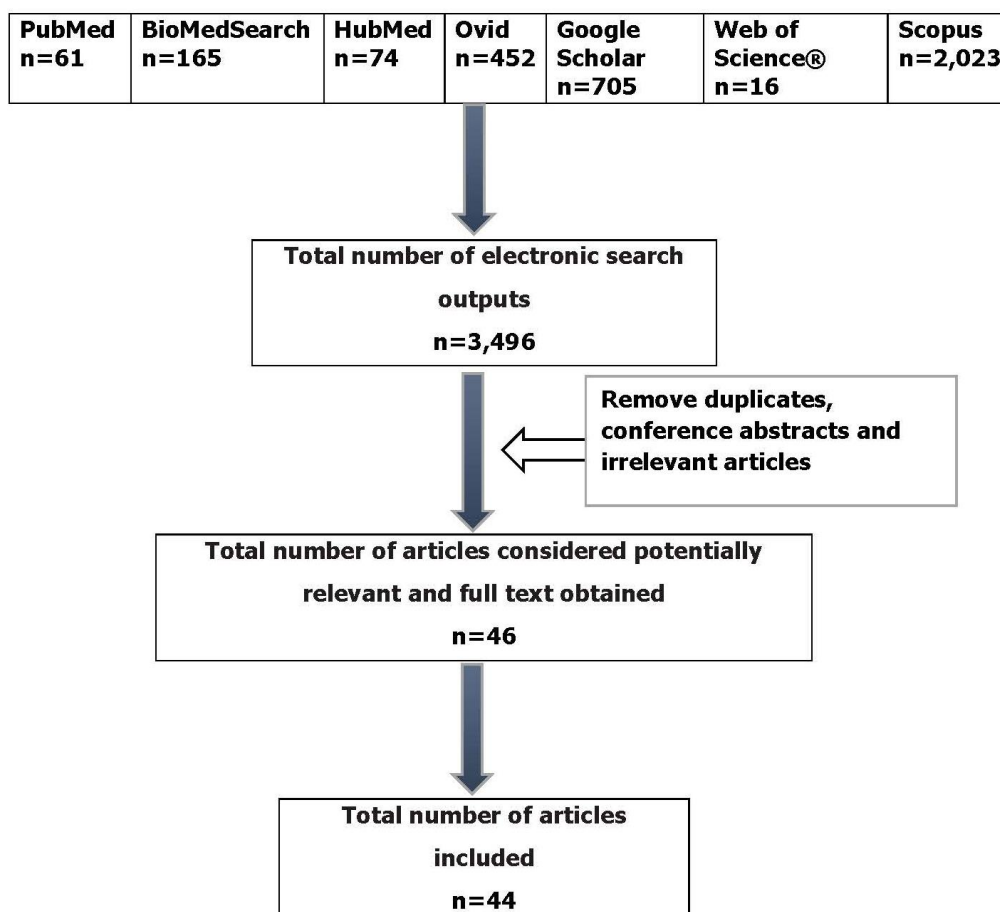 PubMed
n=61
BioMedSearch
n=165
HubMed
n=74
Ovid
n=452
Google
Scholar
n=705
Web of
Science®
n=16
Scopus
n=2,023
Total number of electronic search
outputs
n=3,496
Remove duplicates,
conference abstracts and
irrelevant articles
Total number of articles considered potentially
relevant and full text obtained
n=46
Total number of articles
included
n=44